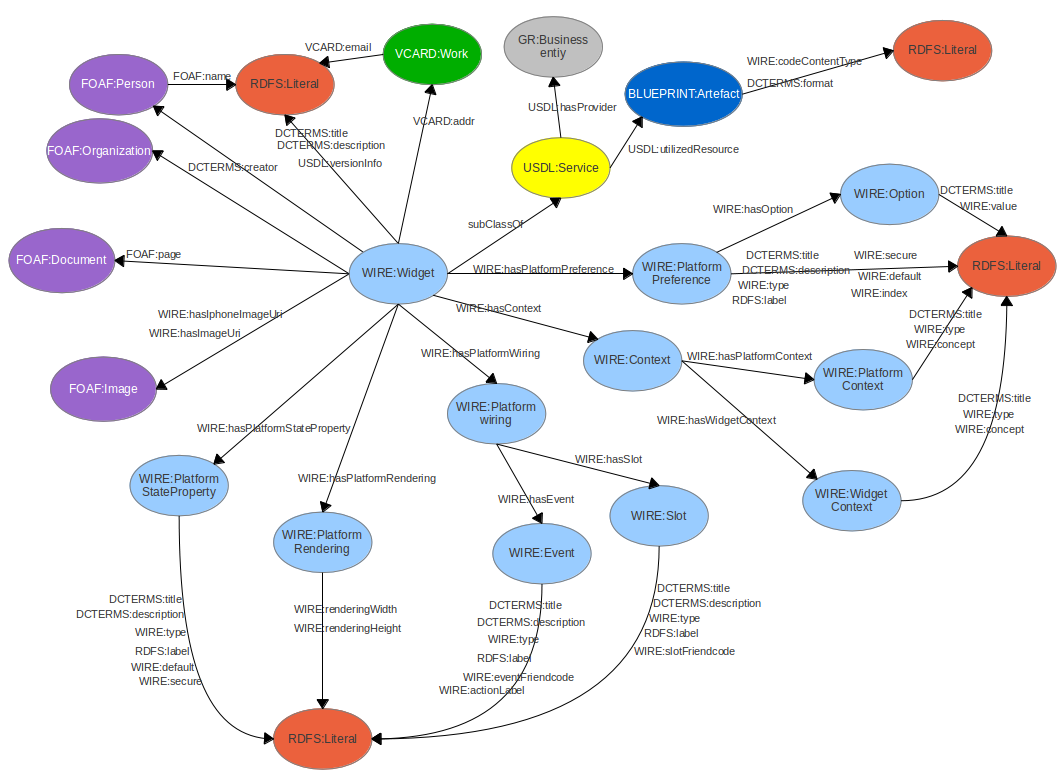 GR:Business
entiy
VCARD:email
VCARD:Work
RDFS:Literal
WIRE:codeContentType
FOAF:Person
FOAF:name
RDFS:Literal
BLUEPRINT:Artefact
DCTERMS:format
USDL:hasProvider
VCARD:addr
DCTERMS:title
DCTERMS:description
USDL:versionInfo
FOAF:Organization
DCTERMS:creator
USDL:Service
USDL:utilizedResource
WIRE:Option
DCTERMS:title
WIRE:value
WIRE:hasOption
subClassOf
FOAF:Document
FOAF:page
WIRE:Widget
WIRE:hasPlatformPreference
WIRE:Platform
Preference
DCTERMS:title
DCTERMS:description
WIRE:type
RDFS:label
WIRE:secure
WIRE:default
WIRE:index
RDFS:Literal
WIRE:hasIphoneImageUri
WIRE:hasImageUri
WIRE:hasContext
DCTERMS:title
WIRE:type
WIRE:concept
WIRE:hasPlatformWiring
WIRE:Context
WIRE:hasPlatformContext
WIRE:Platform
Context
FOAF:Image
WIRE:Platform
wiring
DCTERMS:title
WIRE:type
WIRE:concept
WIRE:hasWidgetContext
WIRE:hasPlatformStateProperty
WIRE:hasSlot
WIRE:Platform
StateProperty
WIRE:hasPlatformRendering
WIRE:hasEvent
WIRE:Widget
Context
WIRE:Slot
WIRE:Platform
Rendering
WIRE:Event
DCTERMS:title
DCTERMS:description
WIRE:type
RDFS:label
WIRE:default
WIRE:secure
WIRE:renderingWidth
WIRE:renderingHeight
DCTERMS:title
DCTERMS:description
WIRE:type
RDFS:label
WIRE:eventFriendcode
WIRE:actionLabel
DCTERMS:title
DCTERMS:description
WIRE:type
RDFS:label
WIRE:slotFriendcode
RDFS:Literal